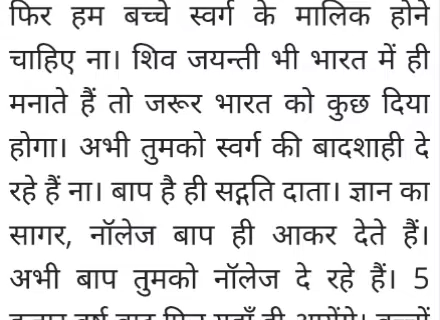 फिर हम बच्चे स्वर्ग के मालिक होने
चाहिए ना। शिव जयन्ती भी भारत में ही
मनाते हैं तो जरूर भारत को कुछ दिया
होगा। अभी तुमको स्वर्ग की बादशाही दे
रहे हैं ना। बाप है ही सद्गति दाता। ज्ञान का
सागर, नॉलेज बाप ही आकर देते हैं।
अभी बाप तुमको नॉलेज दे रहे हैं। 5